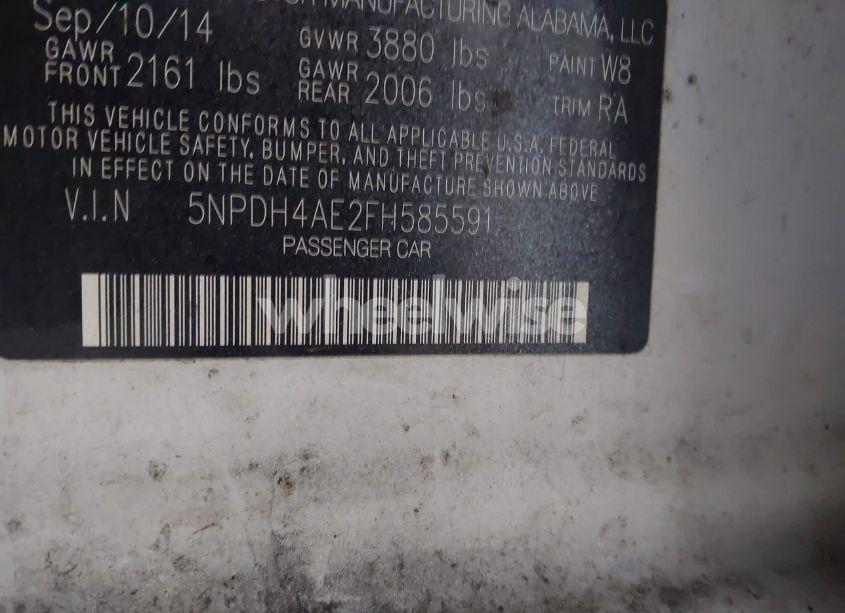 MANUFACTURING ALABAMA, LLC
Sep/10/14 GVWR 3880 lbs PAINT W8
GAWR FRONT 2161 lbs GAWR REAR 2006 lbs TRIM RA
THIS VEHICLE CONFORMS TO ALL APPLICABLE U.S.A. FEDERAL
MOTOR VEHICLE SAFETY, BUMPER, AND THEFT PREVENTION STANDARDS
IN EFFECT ON THE DATE OF MANUFACTURE SHOWN ABOVE
V.I.N 5NPDH4AE2FH585591
PASSENGER CAR
wheelwise